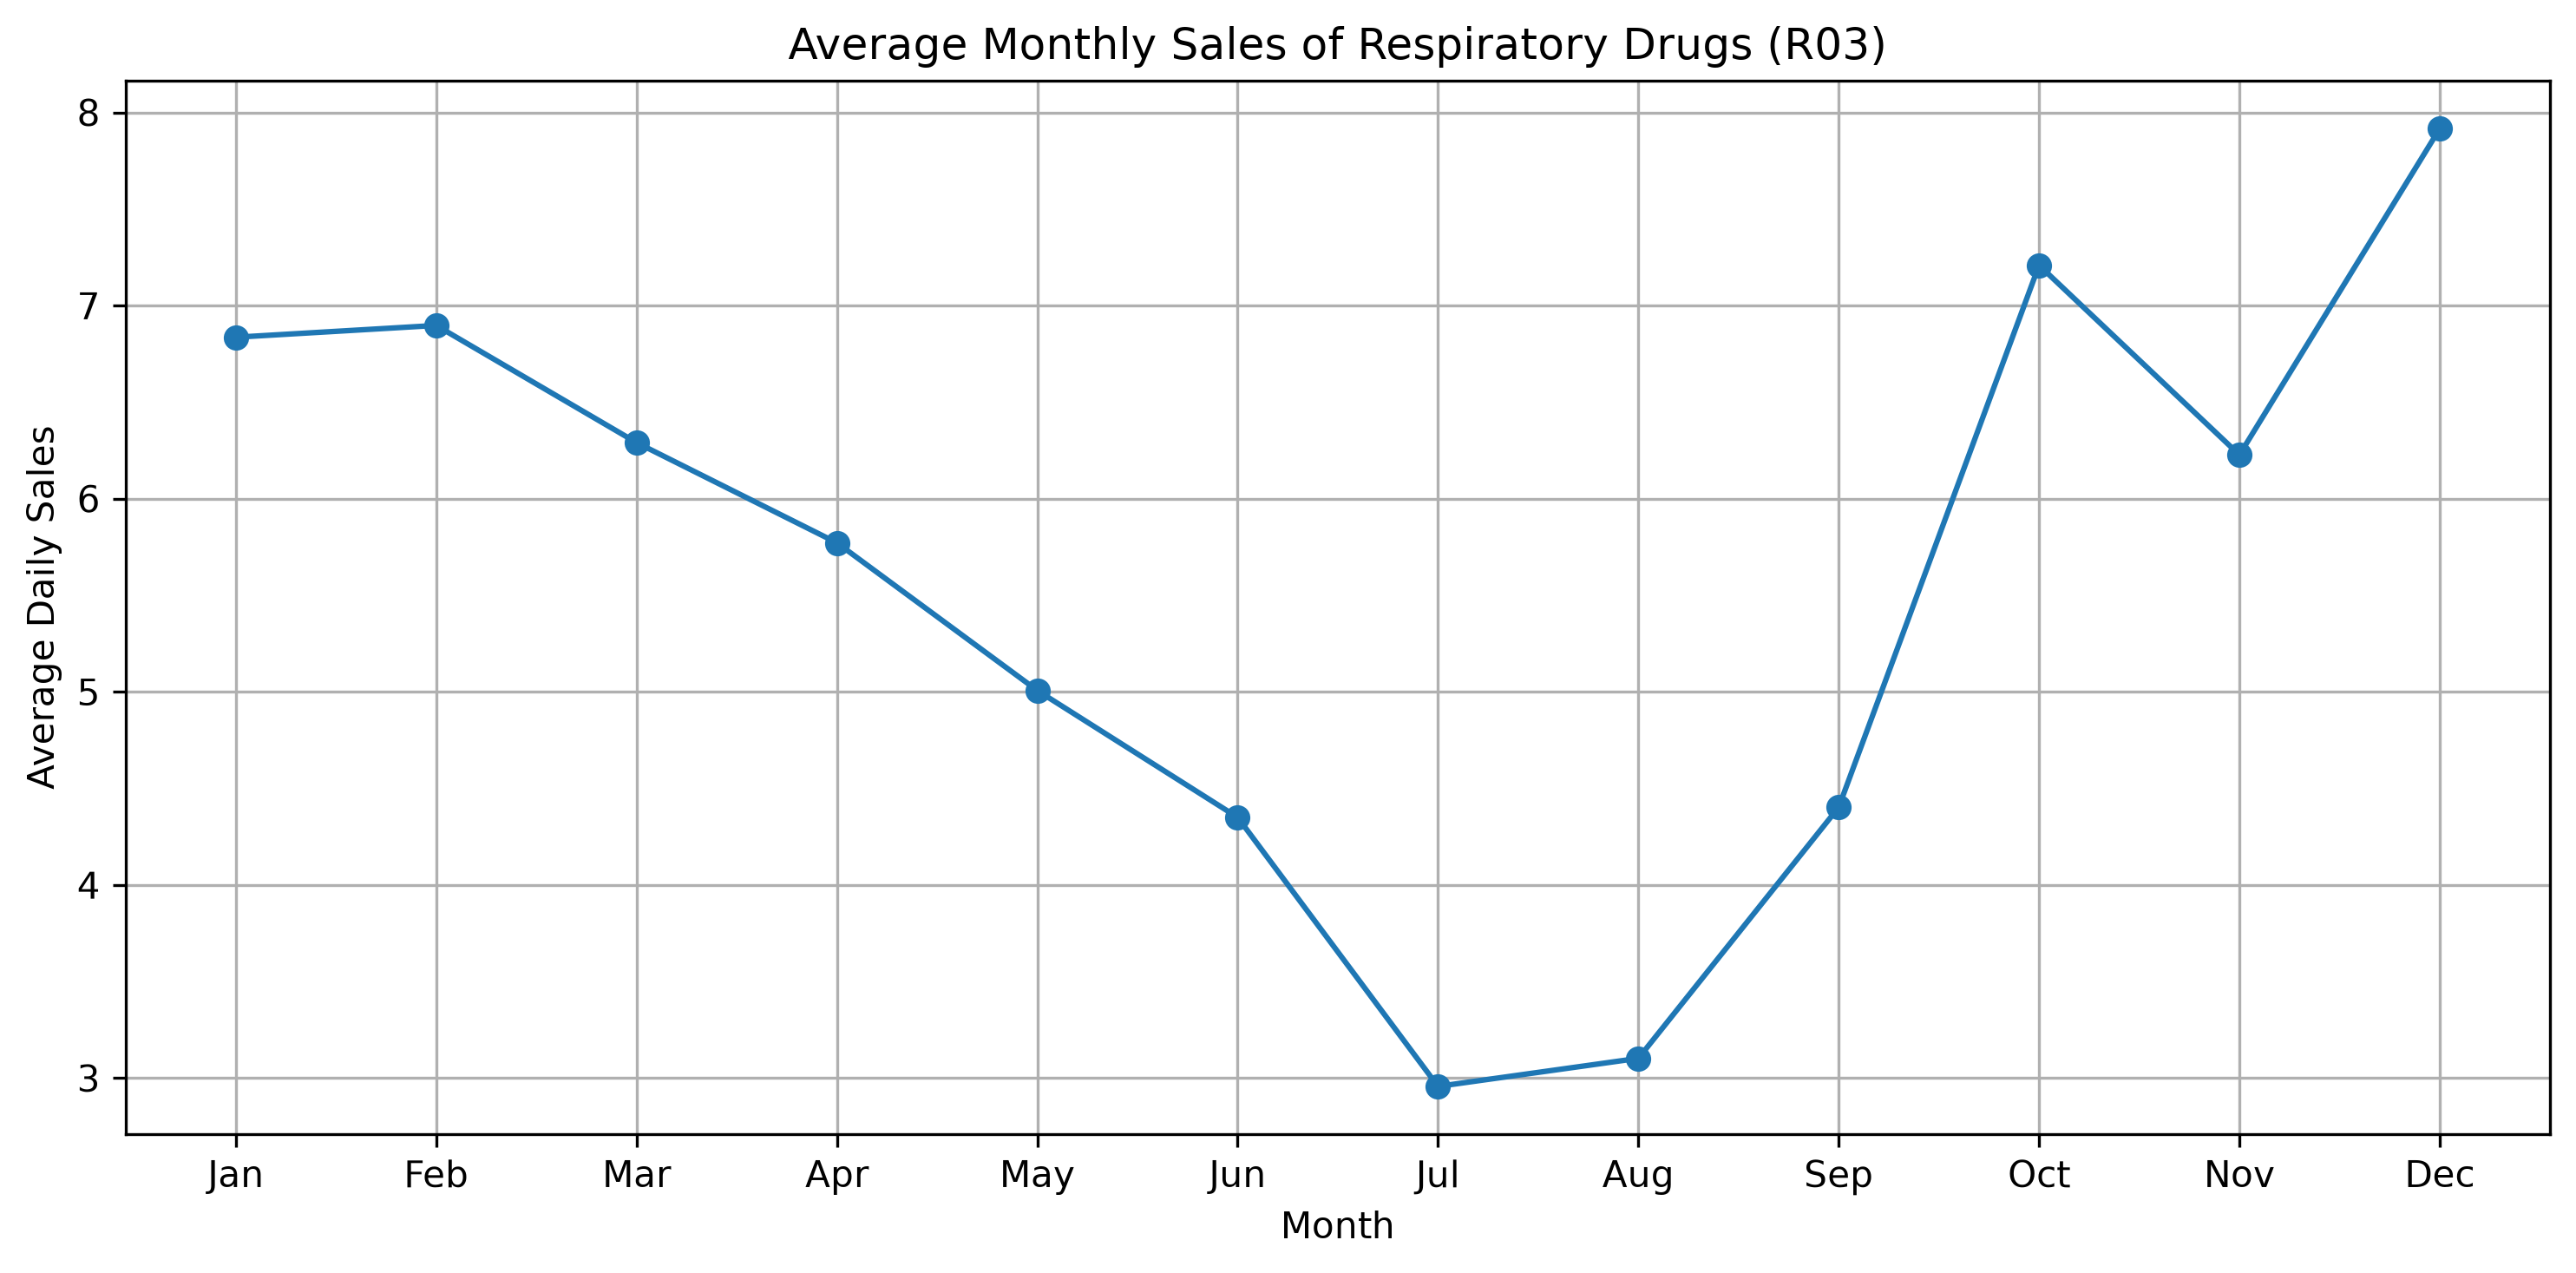 Average Monthly Sales of Respiratory Drugs (R03)
Average Daily Sales
8
7
6
5
4
3
Jan Feb Mar Apr May Jun Jul Aug Sep Oct Nov Dec
Month